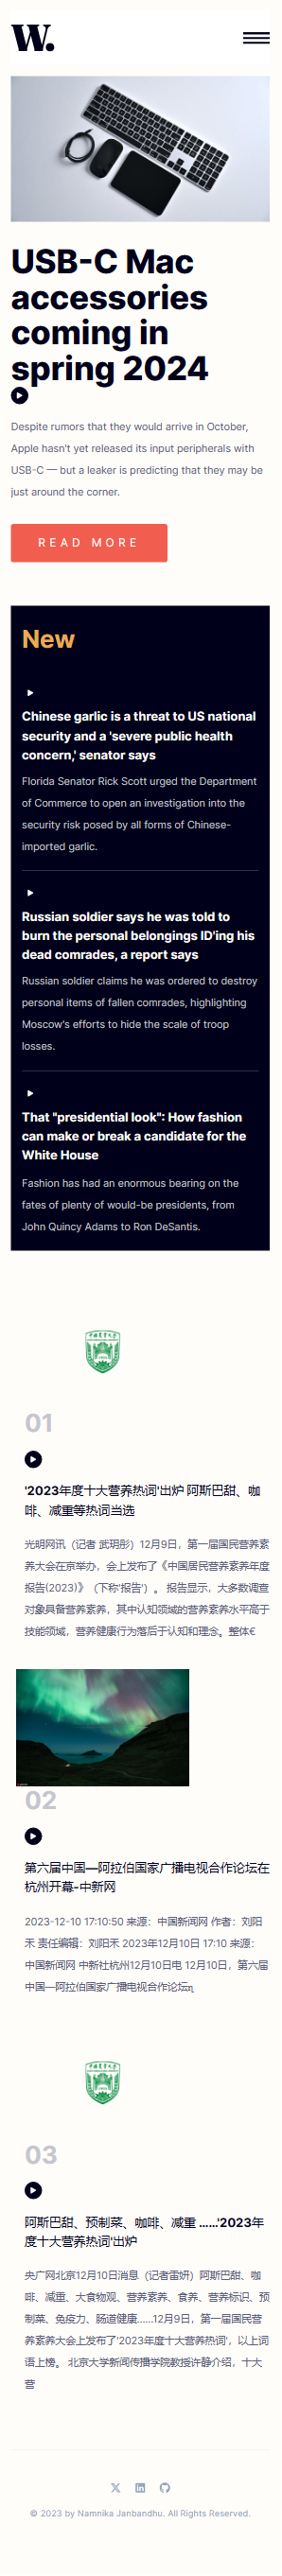 W.
USB-C Mac
accessories
coming in
spring 2024
Despite rumors that they would arrive in October,
Apple hasn't yet released its input peripherals with
USB-C — but a leaker is predicting that they may be
just around the corner.
READ MORE
New
Chinese garlic is a threat to US national
security and a 'severe public health
concern,' senator says
Florida Senator Rick Scott urged the Department
of Commerce to open an investigation into the
security risk posed by all forms of Chinese-
imported garlic.
Russian soldier says he was told to
burn the personal belongings ID'ing his
dead comrades, a report says
Russian soldier claims he was ordered to destroy
personal items of fallen comrades, highlighting
Moscow's efforts to hide the scale of troop
losses.
That "presidential look": How fashion
can make or break a candidate for the
White House
Fashion has had an enormous bearing on the
fates of plenty of would-be presidents, from
John Quincy Adams to Ron DeSantis.
01
'2023年度十大营养热词'出炉 阿斯巴甜、咖
啡、减重等热词当选
光明网讯（记者 武玥彤）12月9日，第一届国民营养素
养大会在京举办，会上发布了《中国居民营养素养年度
报告(2023)》（下称'报告'）。 报告显示，大多数调查
对象具备营养素养，其中认知领域的营养素养水平高于
技能领域，营养健康行为落后于认知和理念。整体€
02
第六届中国—阿拉伯国家广播电视合作论坛在
杭州开幕-中新网
2023-12-10 17:10:50 来源：中国新闻网 作者：刘阳
禾 责任编辑：刘阳禾 2023年12月10日 17:10 来源：
中国新闻网 中新社杭州12月10日电 12月10日，第六届
中国—阿拉伯国家广播电视合作论坛
03
阿斯巴甜、预制菜、咖啡、减重 ......'2023年
度十大营养热词'出炉
央广网北京12月10日消息（记者雷妍）阿斯巴甜、咖
啡、减重、大食物观、营养素养、食养、营养标识、预
制菜、免疫力、肠道健康……12月9日，第一届国民营
养素养大会上发布了'2023年度十大营养热词'，以上词
语上榜。 北京大学新闻传播学院教授许静介绍，十大
营
© 2023 by Namnika Janbandhu. All Rights Reserved.